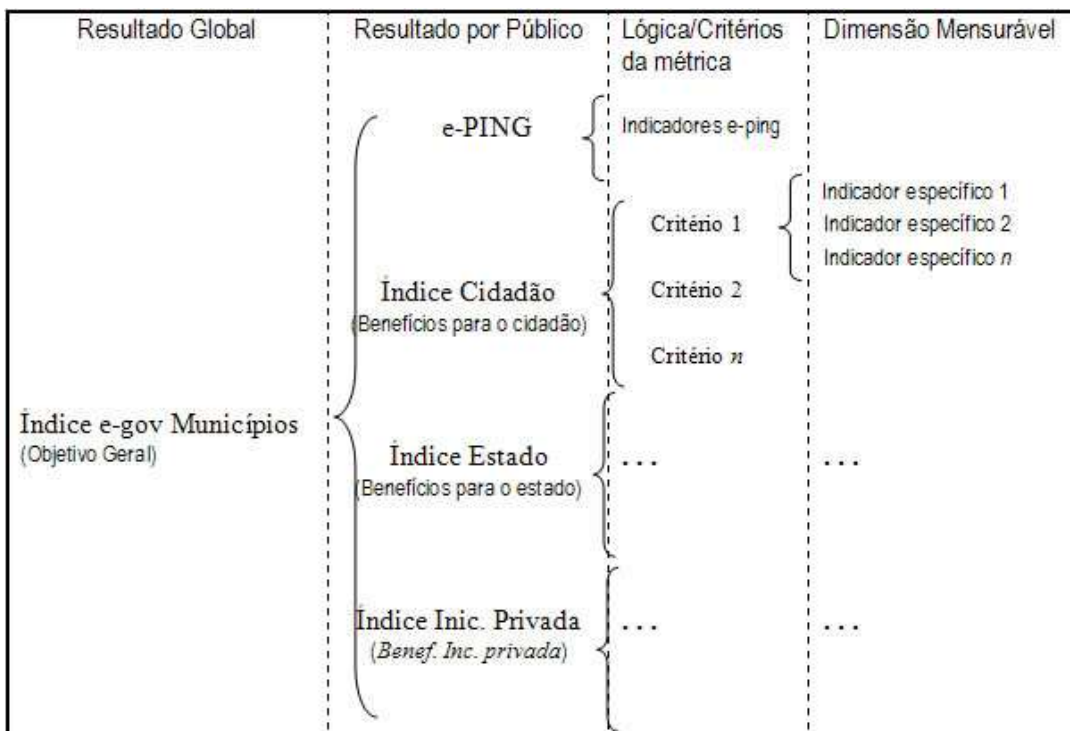 Resultado Global
Resultado por Público
Lógica/Critérios
da métrica
Dimensão Mensurável
e-PING
Indicadores e-ping
Indicador específico 1
Critério 1
Indicador específico 2
Indicador específico n
Índice Cidadão
(Benefícios para o cidadão)
Critério 2
Critério n
Índice e-gov Municípios
(Objetivo Geral)
Índice Estado
(Benefícios para o estado)
...
...
Índice Inic. Privada
(Benef. Inc. privada)
...
...